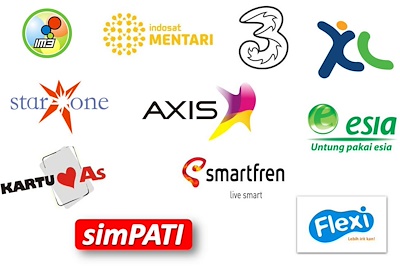 im3
indosat
MENTARI
3
XL
star one
AXIS
esia
Untung pakai esia
KARTU As
smartfren
live smart
simPATI
Flexi